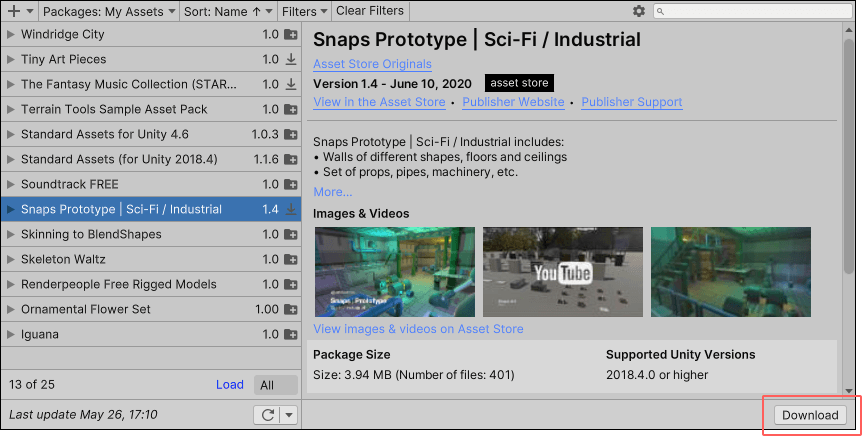 Packages: My Assets Sort: Name ↑ Filters Clear Filters
Windridge City 1.0
Tiny Art Pieces 1.0
The Fantasy Music Collection (STAR... 1.0
Terrain Tools Sample Asset Pack 1.0
Standard Assets for Unity 4.6 1.0.3
Standard Assets (for Unity 2018.4) 1.1.6
Soundtrack FREE 1.0
Snaps Prototype | Sci-Fi / Industrial 1.4
Skinning to BlendShapes 1.0
Skeleton Waltz 1.0
Renderpeople Free Rigged Models 1.0
Ornamental Flower Set 1.00
Iguana 1.0
13 of 25 Load All
Last update May 26, 17:10
Snaps Prototype | Sci-Fi / Industrial
Asset Store Originals
Version 1.4 - June 10, 2020 asset store
View in the Asset Store • Publisher Website • Publisher Support
Snaps Prototype | Sci-Fi / Industrial includes:
• Walls of different shapes, floors and ceilings
• Set of props, pipes, machinery, etc.
More...
Images & Videos
Snaps : Prototype
YouTube
View images & videos on Asset Store
Package Size
Size: 3.94 MB (Number of files: 401)
Supported Unity Versions
2018.4.0 or higher
Download